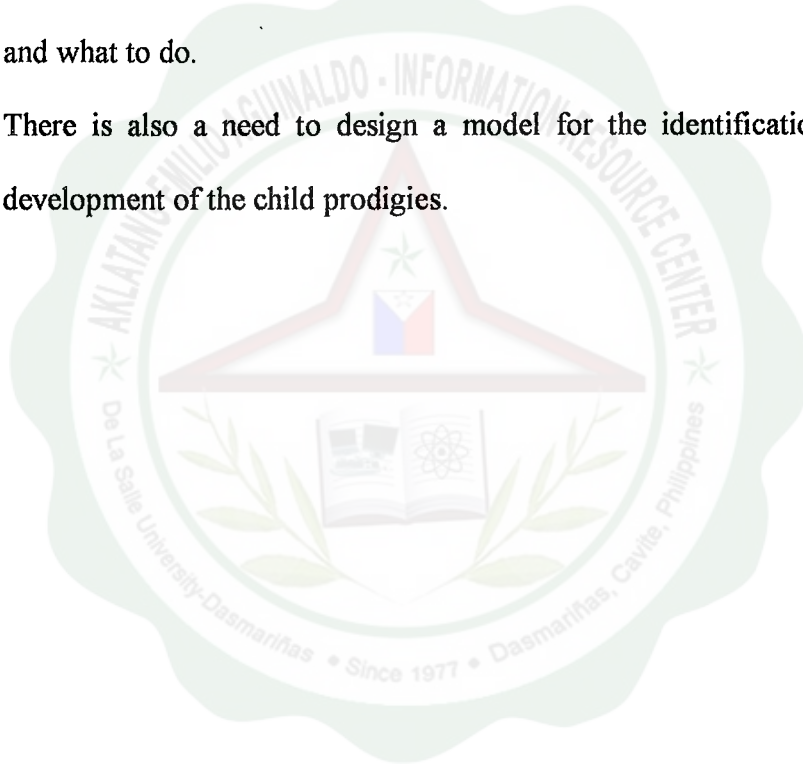 and what to do.
There is also a need to design a model for the identificatio
development of the child prodigies.
AKLATANG EMILIO AGUINALDO - INFORMATION RESOURCE CENTER
De La Salle University-Dasmariñas • Since 1977 • Dasmariñas, Cavite, Philippines